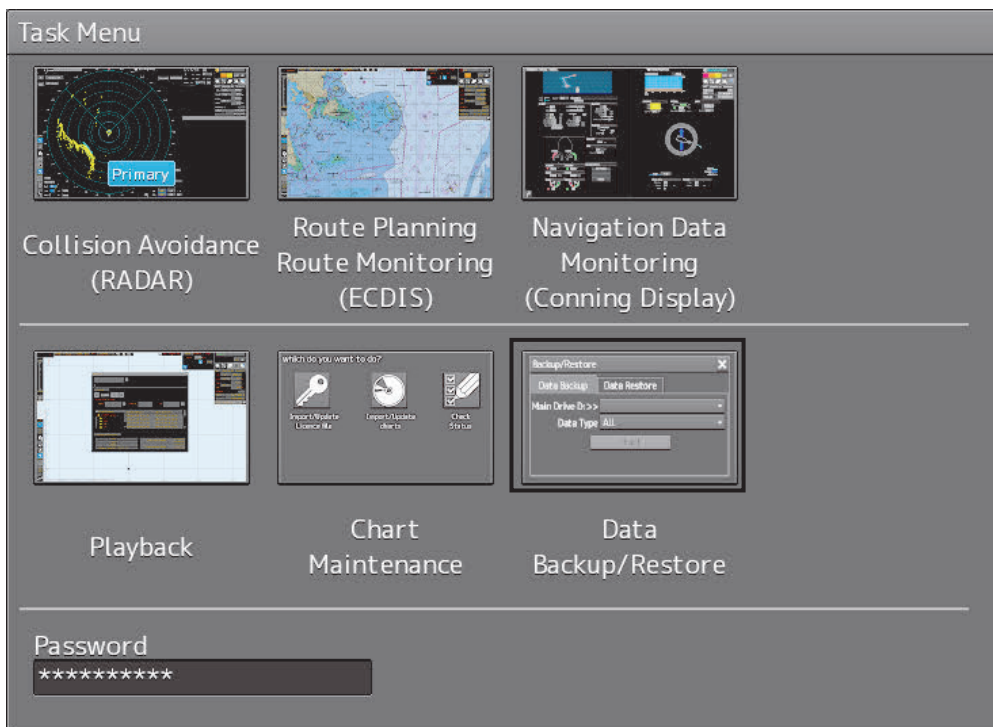 Task Menu
Primary
Collision Avoidance
(RADAR)
Route Planning
Route Monitoring
(ECDIS)
Navigation Data
Monitoring
(Conning Display)
which do you want to do?
Import/Update
Licence file
Import/Update
charts
Check
Status
Backup/Restore
Data Backup Data Restore
Main Drive D:>>
Data Type All
Playback
Chart
Maintenance
Data
Backup/Restore
Password
**********